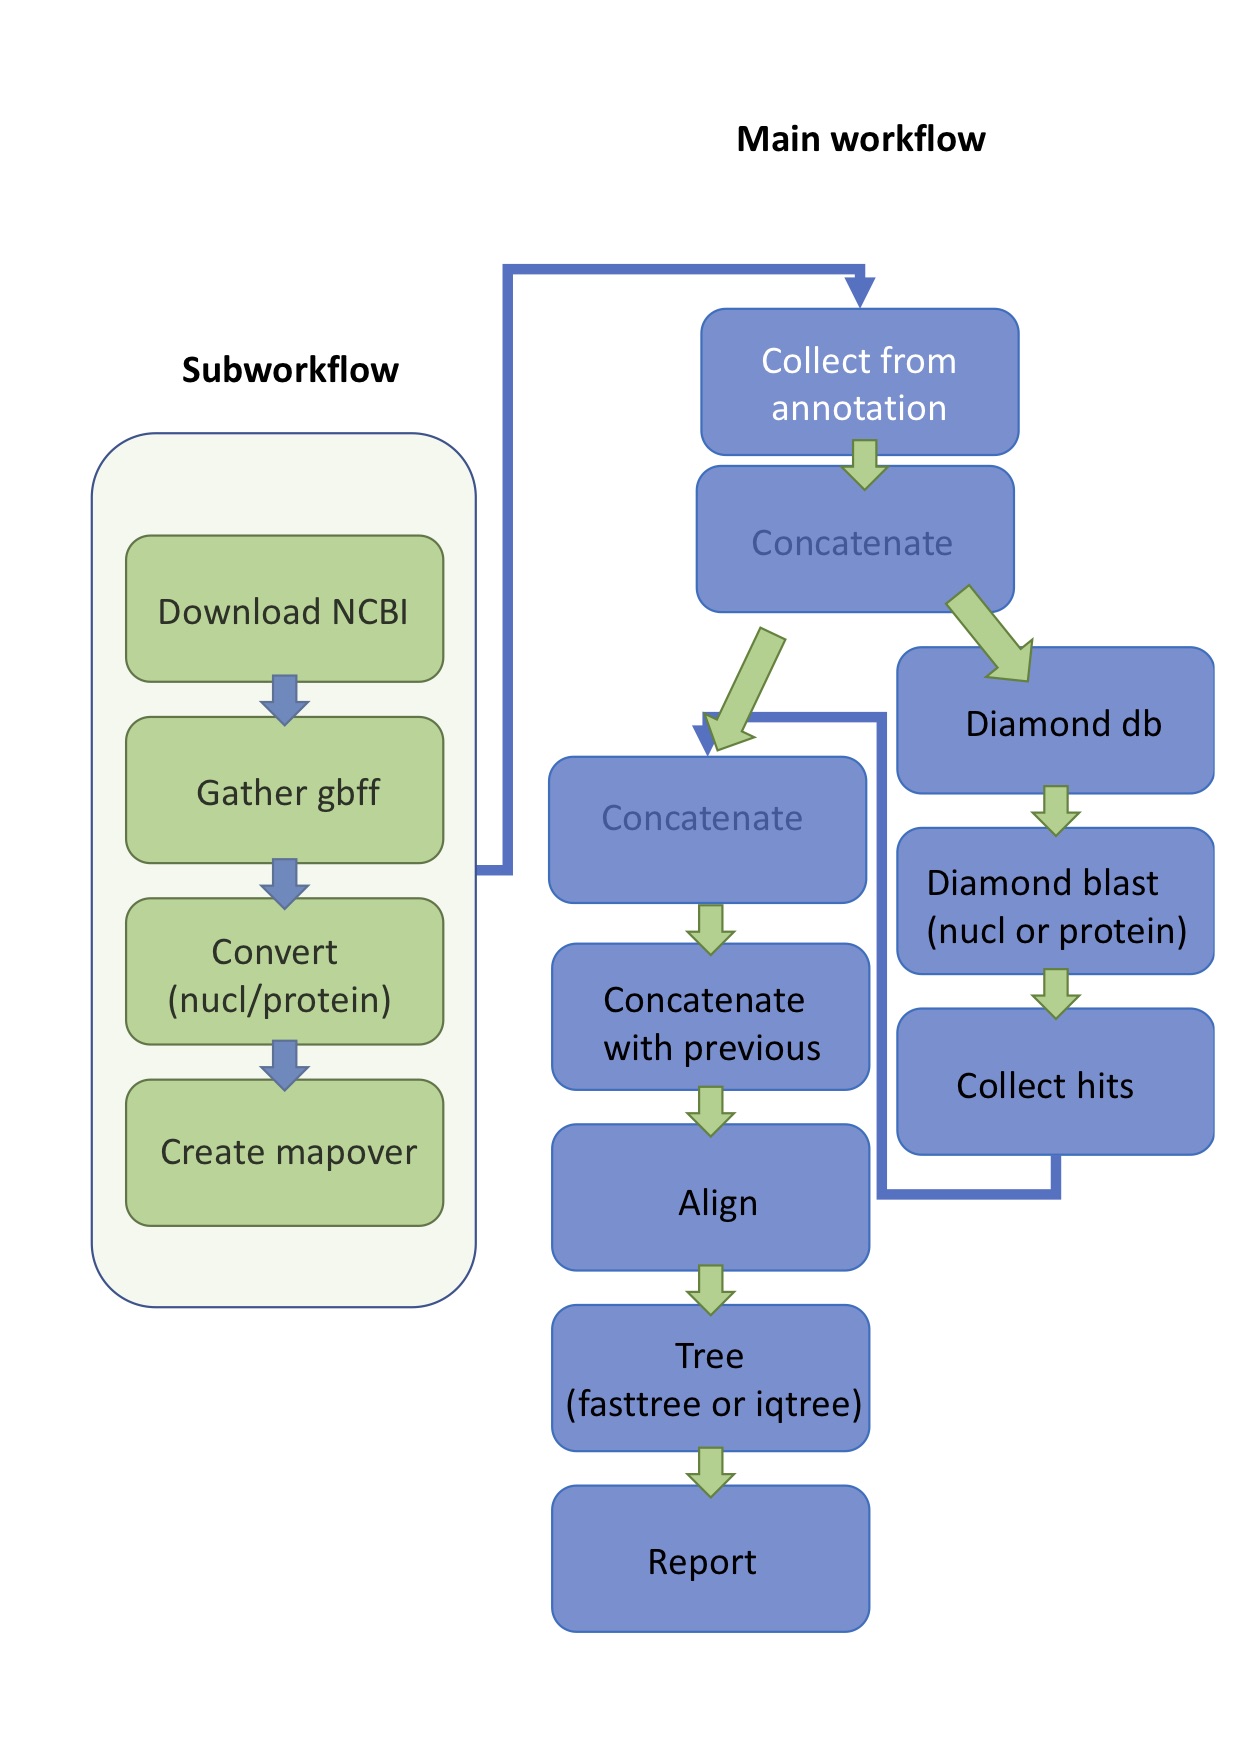 Main workflow
Subworkflow
Download NCBI
Gather gbff
Convert
(nucl/protein)
Create mapover
Collect from
annotation
Concatenate
Concatenate
Concatenate
with previous
Align
Tree
(fasttree or iqtree)
Report
Diamond db
Diamond blast
(nucl or protein)
Collect hits